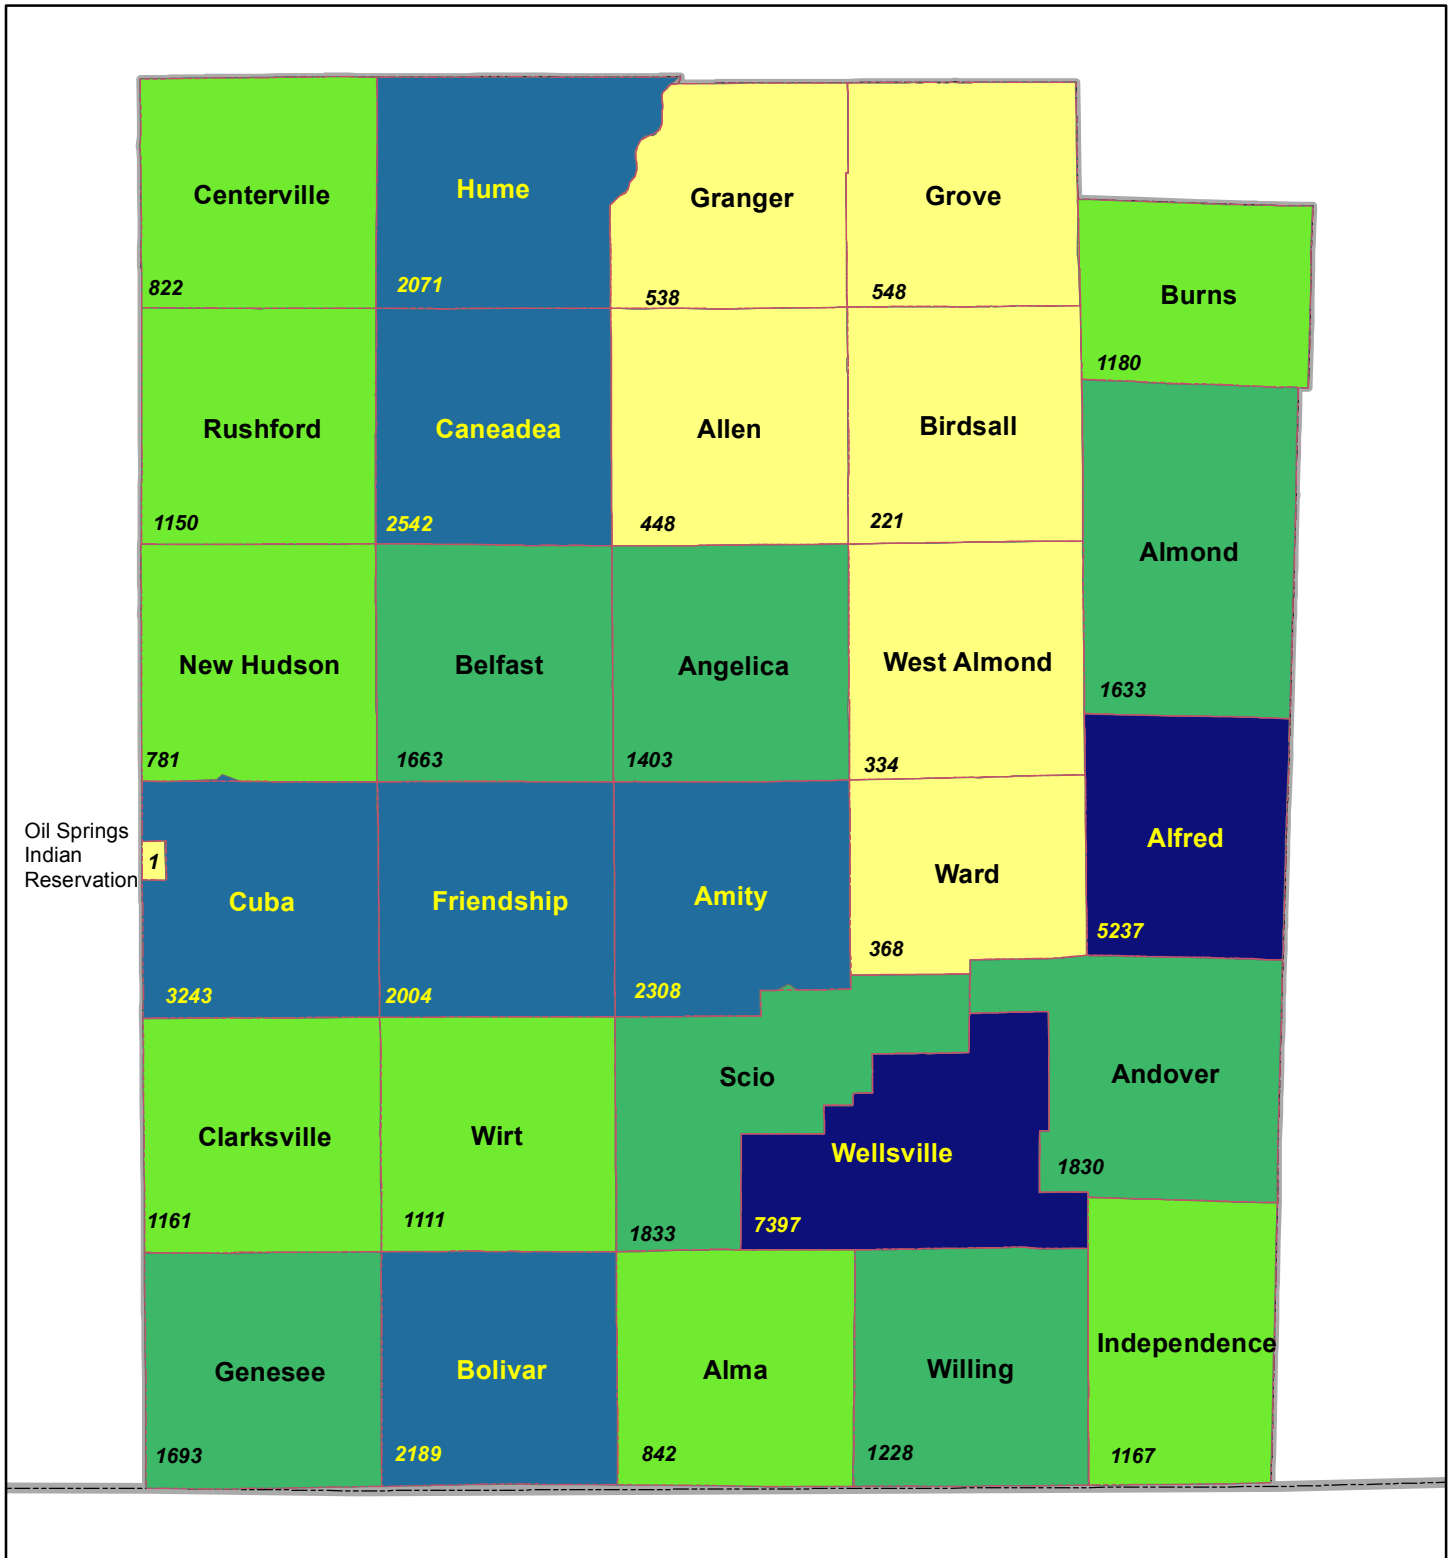 Centerville
822
Hume
2071
Granger
538
Grove
548
Burns
1180
Rushford
1150
Caneadea
2542
Allen
448
Birdsall
221
Almond
1633
New Hudson
781
Belfast
1663
Angelica
1403
West Almond
334
Alfred
5237
Oil Springs
Indian
Reservation
1
Cuba
3243
Friendship
2004
Amity
2308
Ward
368
Scio
1833
Andover
1830
Clarksville
1161
Wirt
1111
Wellsville
7397
Genesee
1693
Bolivar
2189
Alma
842
Willing
1228
Independence
1167